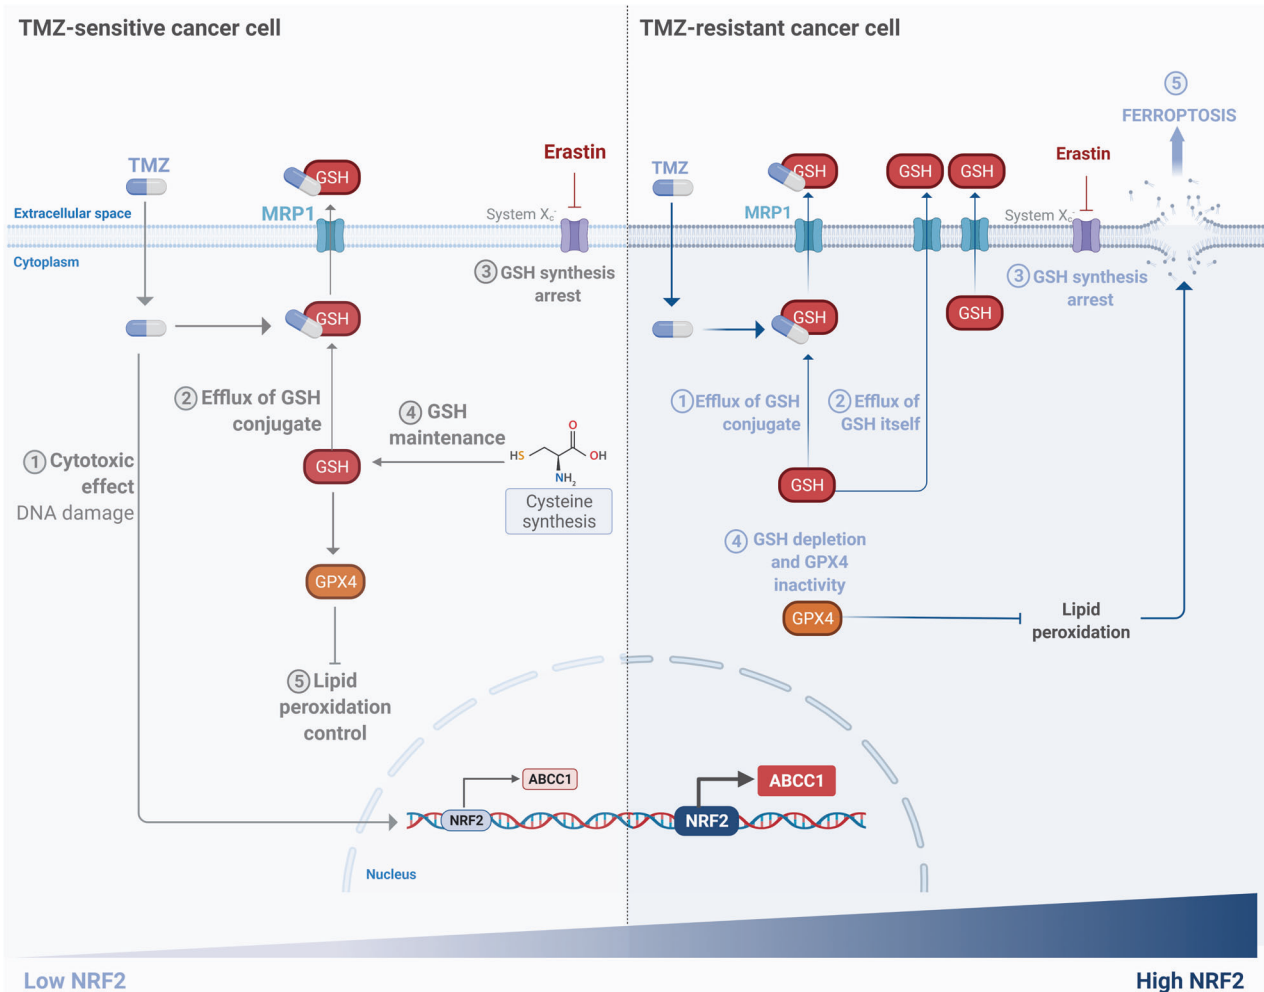 TMZ-sensitive cancer cell
TMZ
GSH
MRP1
Erastin
System Xc-
Extracellular space
Cytoplasm
③ GSH synthesis
arrest
GSH
② Efflux of GSH
conjugate
④ GSH
maintenance
① Cytotoxic
effect
DNA damage
GSH
HS
O
OH
NH2
Cysteine
synthesis
GPX4
⑤ Lipid
peroxidation
control
ABCC1
NRF2
Nucleus
Low NRF2
TMZ-resistant cancer cell
⑤
FERROPTOSIS
TMZ
GSH
GSH
GSH
MRP1
Erastin
System Xc-
③ GSH synthesis
arrest
GSH
GSH
① Efflux of GSH
conjugate
② Efflux of
GSH itself
GSH
④ GSH depletion
and GPX4
inactivity
GPX4
Lipid
peroxidation
ABCC1
NRF2
High NRF2